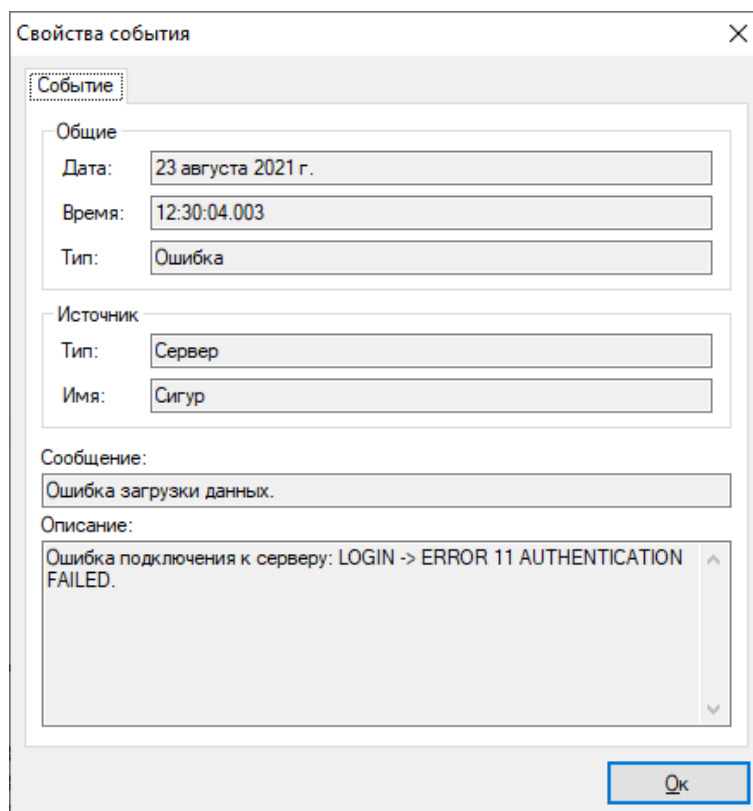 Свойства события
Событие
Общие
Дата: 23 августа 2021 г.
Время: 12:30:04.003
Тип: Ошибка
Источник
Тип: Сервер
Имя: Сигур
Сообщение:
Ошибка загрузки данных.
Описание:
Ошибка подключения к серверу: LOGIN -> ERROR 11 AUTHENTICATION
FAILED.
Ок